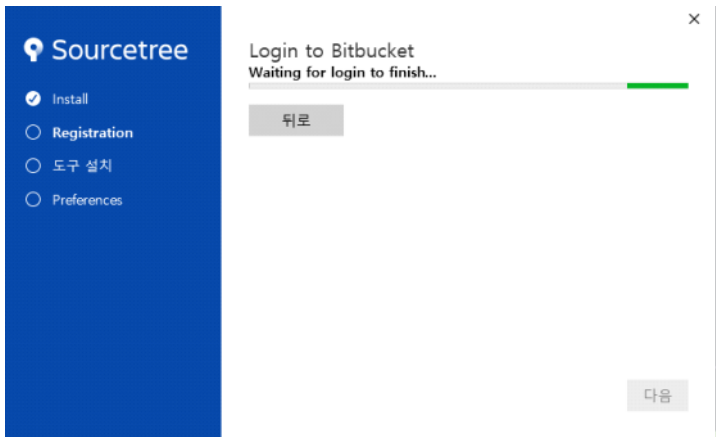 Sourcetree
Install
Registration
도구 설치
Preferences
Login to Bitbucket
Waiting for login to finish...
뒤로
다음